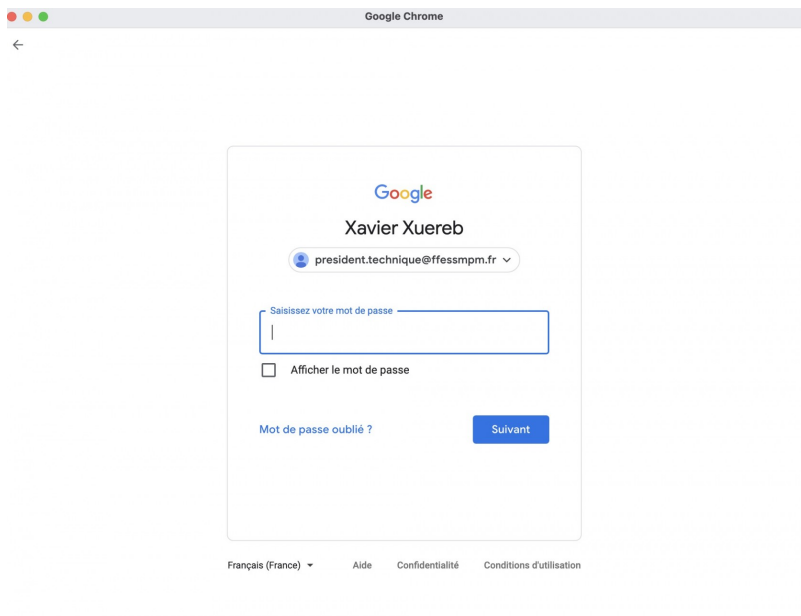 Google Chrome
Google
Xavier Xuereb
president.technique@ffessmpm.fr
Saisissez votre mot de passe
Afficher le mot de passe
Mot de passe oublié ?
Suivant
Français (France)
Aide
Confidentialité
Conditions d'utilisation